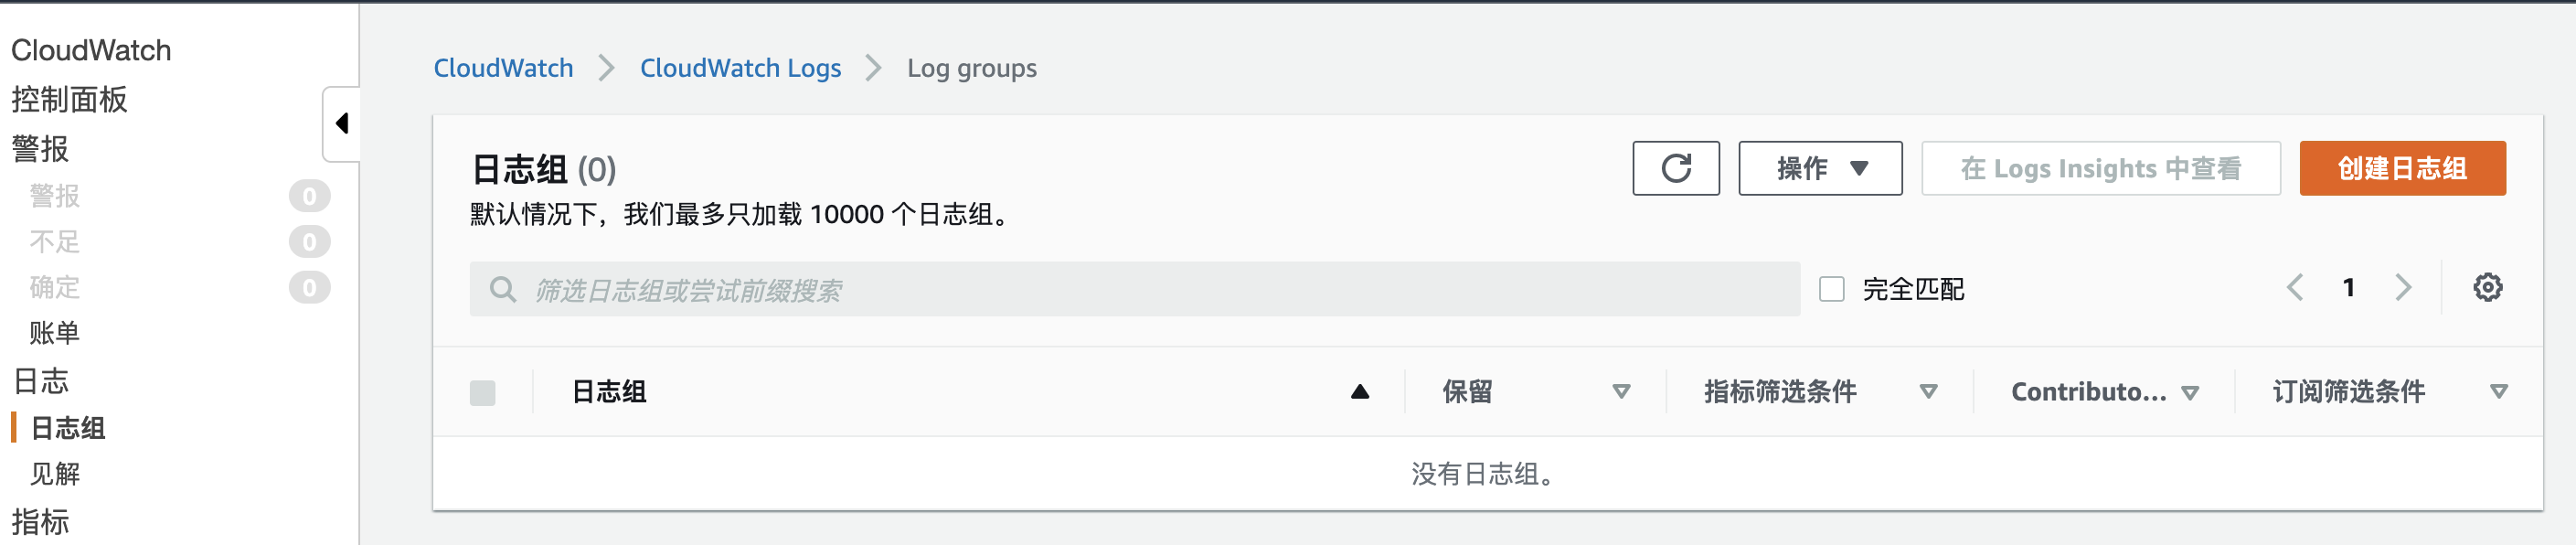 CloudWatch
控制面板
警报
警报 0
不足 0
确定 0
账单
日志
日志组
见解
指标
CloudWatch CloudWatch Logs Log groups
日志组 (0)
默认情况下，我们最多只加载 10000 个日志组。
操作 在 Logs Insights 中查看 创建日志组
筛选日志组或尝试前缀搜索 完全匹配 1
日志组 保留 指标筛选条件 Contributo... 订阅筛选条件
没有日志组。